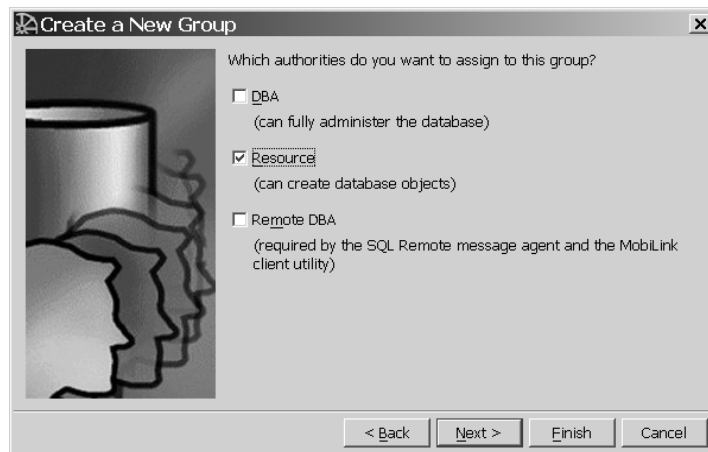 Create a New Group
Which authorities do you want to assign to this group?
DBA
(can fully administer the database)
Resource
(can create database objects)
Remote DBA
(required by the SQL Remote message agent and the MobiLink
client utility)
< Back Next > Finish Cancel